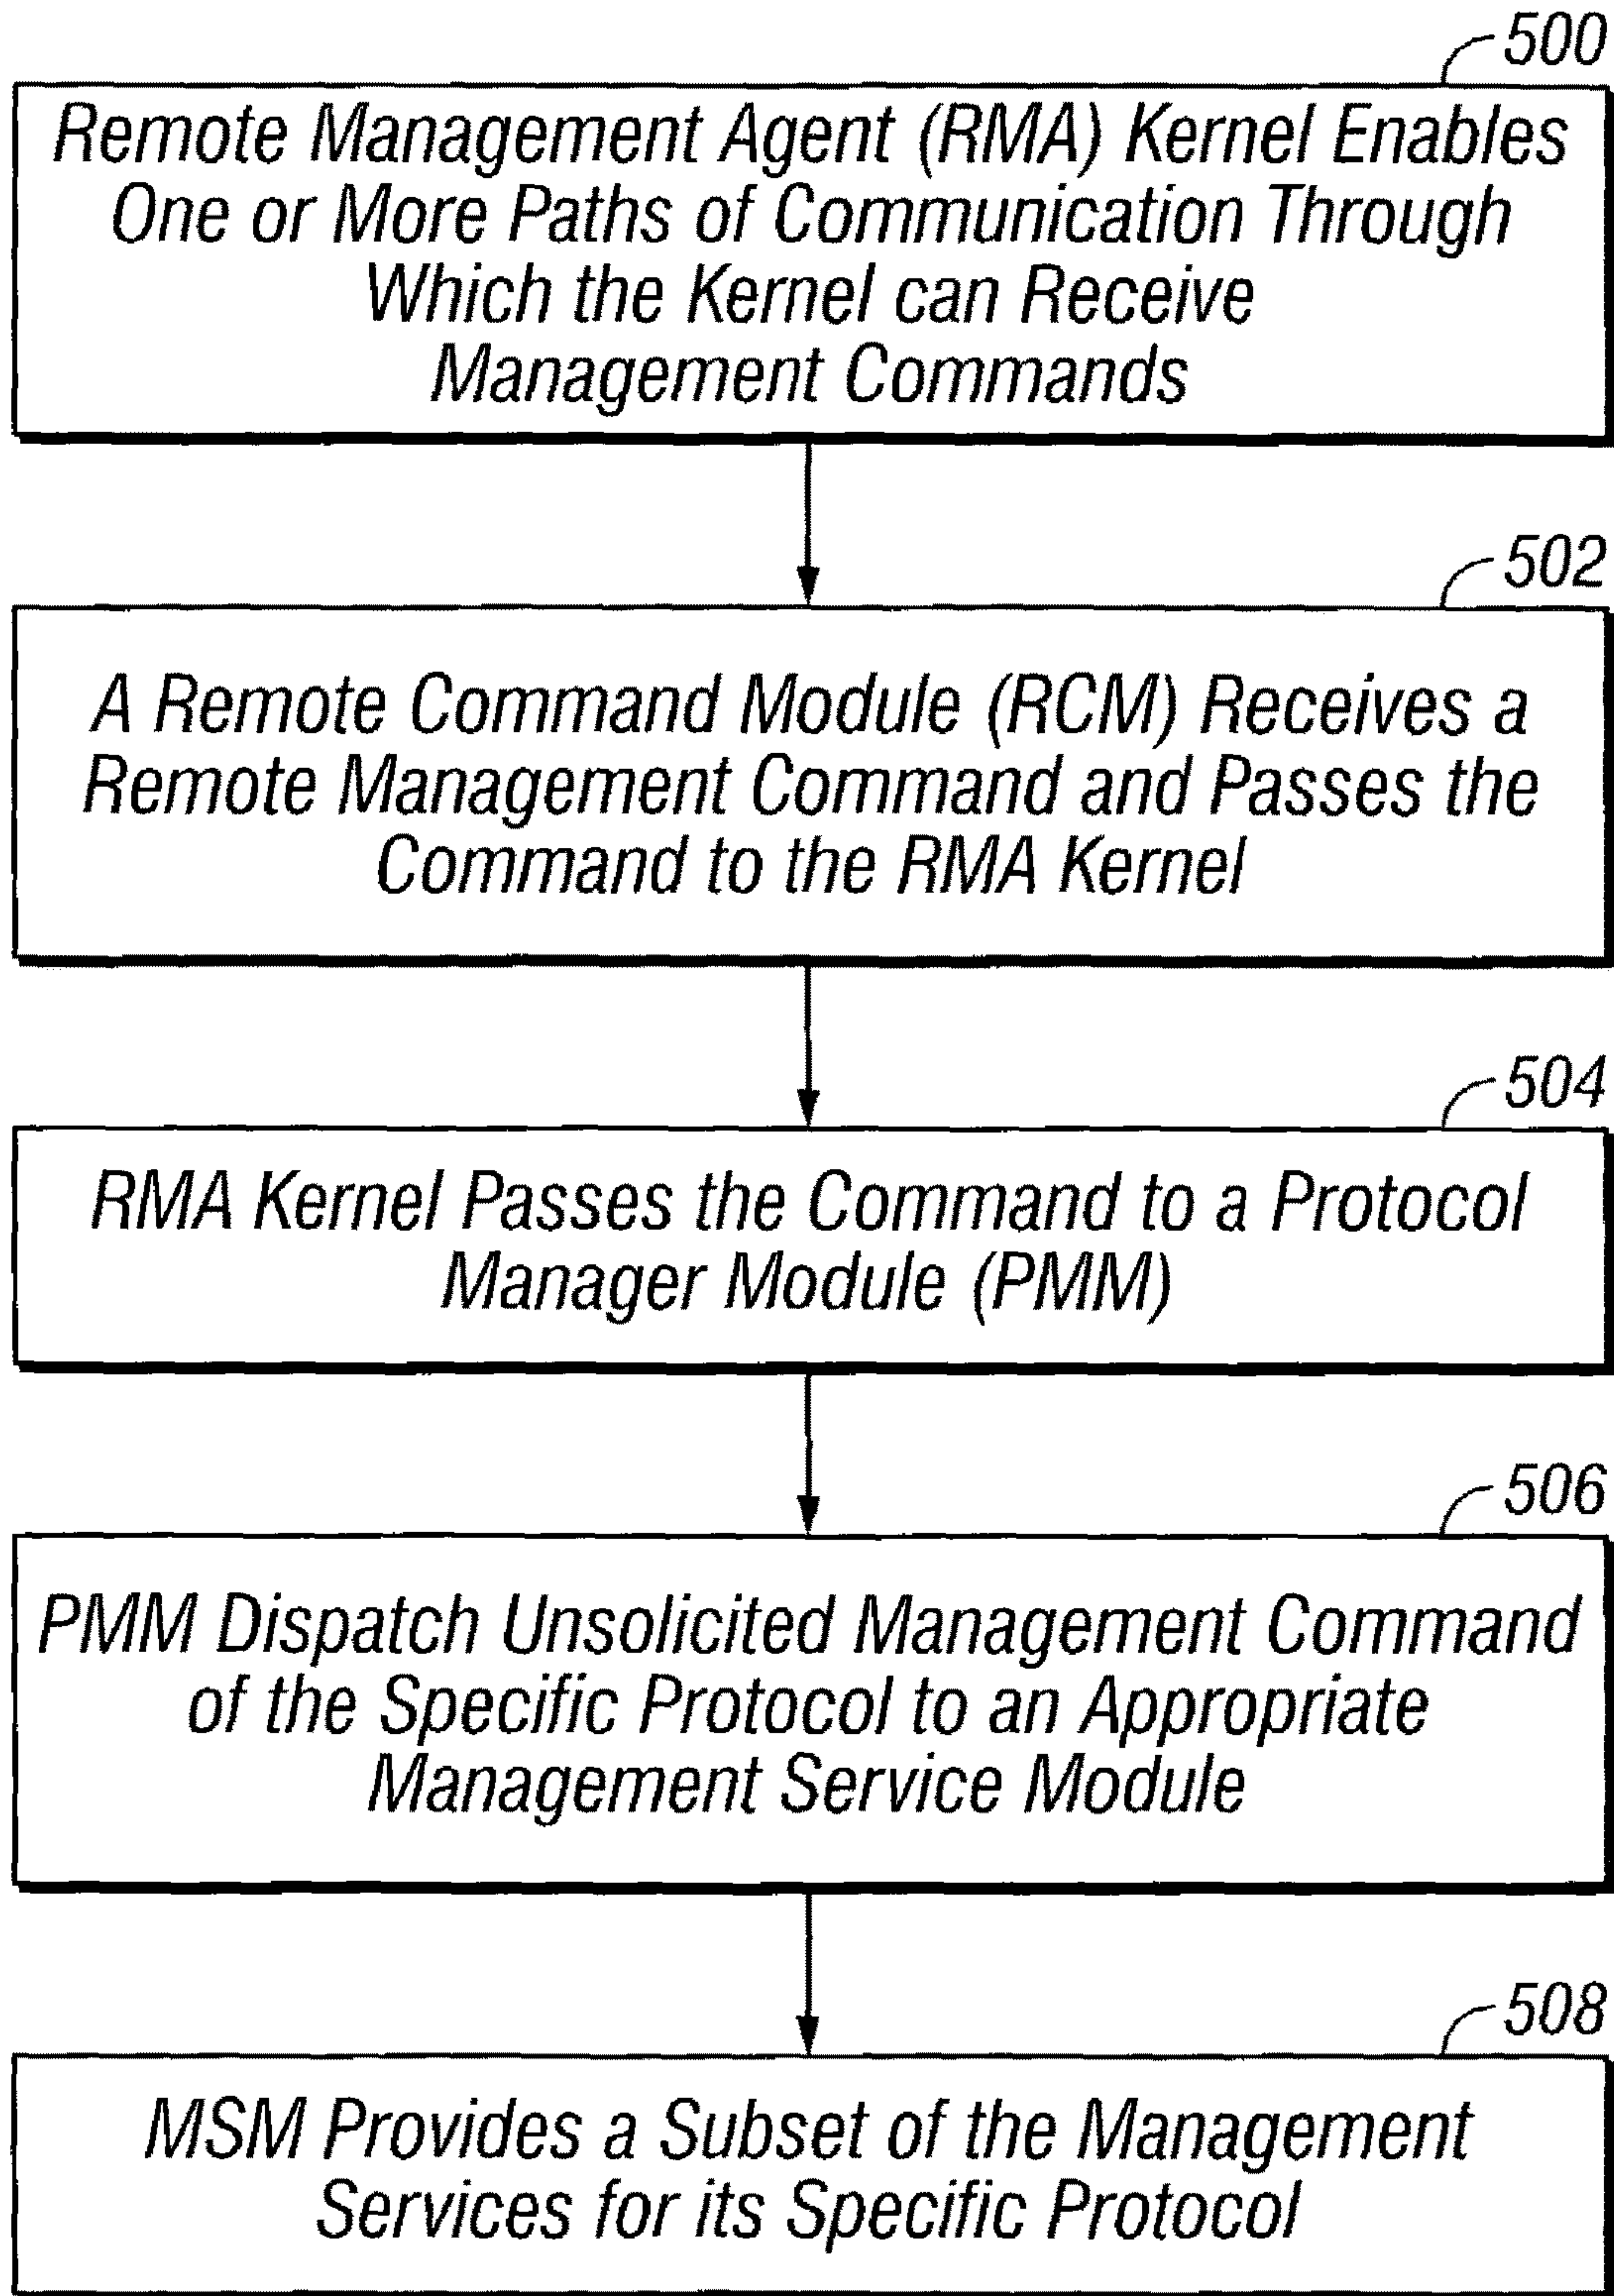 500
Remote Management Agent (RMA) Kernel Enables
One or More Paths of Communication Through
Which the Kernel can Receive
Management Commands
502
A Remote Command Module (RCM) Receives a
Remote Management Command and Passes the
Command to the RMA Kernel
504
RMA Kernel Passes the Command to a Protocol
Manager Module (PMM)
506
PMM Dispatch Unsolicited Management Command
of the Specific Protocol to an Appropriate
Management Service Module
508
MSM Provides a Subset of the Management
Services for its Specific Protocol